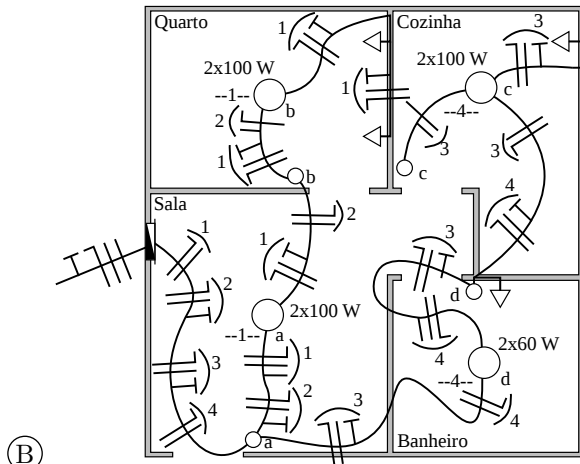 Quarto
Cozinha
1
3
2x100 W
2x100 W
--1--
b
1
c
--4--
2
3
3
1
b
c
4
Sala
1
2
3
1
2
d
2x100 W
--1--
a
4
2x60 W
3
1
--4--
d
2
3
4
4
a
Banheiro
B